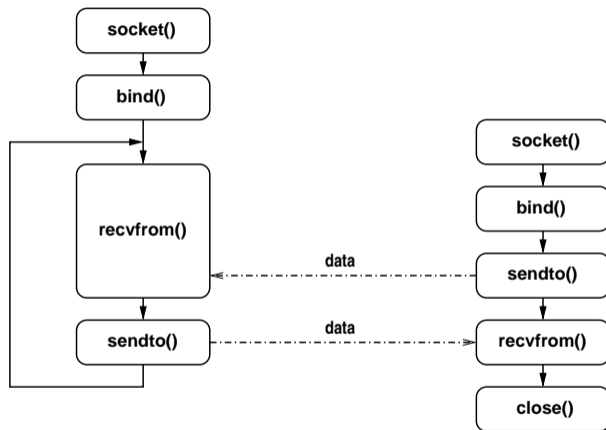 socket()
bind()
recvfrom()
sendto()
data
data
socket()
bind()
sendto()
recvfrom()
close()